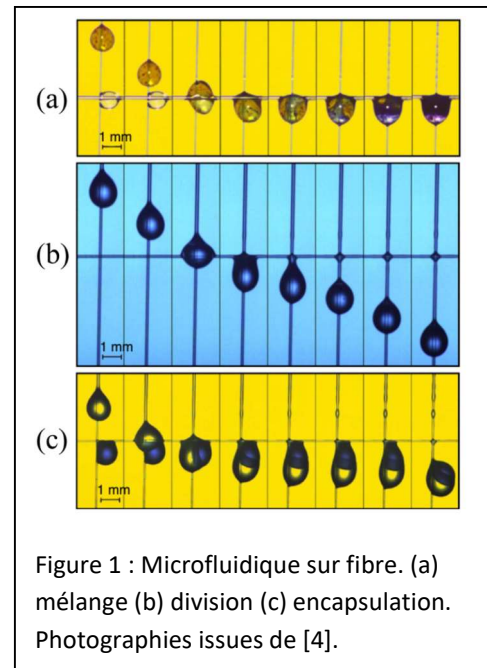 (a)
1 mm
(b)
1 mm
(c)
1 mm
Figure 1 : Microfluidique sur fibre. (a)
mélange (b) division (c) encapsulation.
Photographies issues de [4].